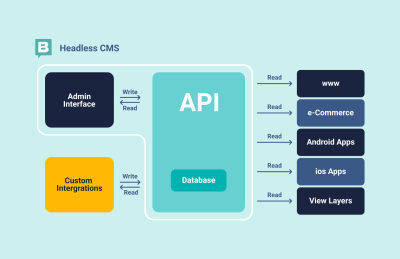 B
Headless CMS
Admin
Interface
Write
Read
API
Database
Custom
Intergrations
Write
Read
Read
www
Read
e-Commerce
Read
Android Apps
Read
ios Apps
Read
View Layers